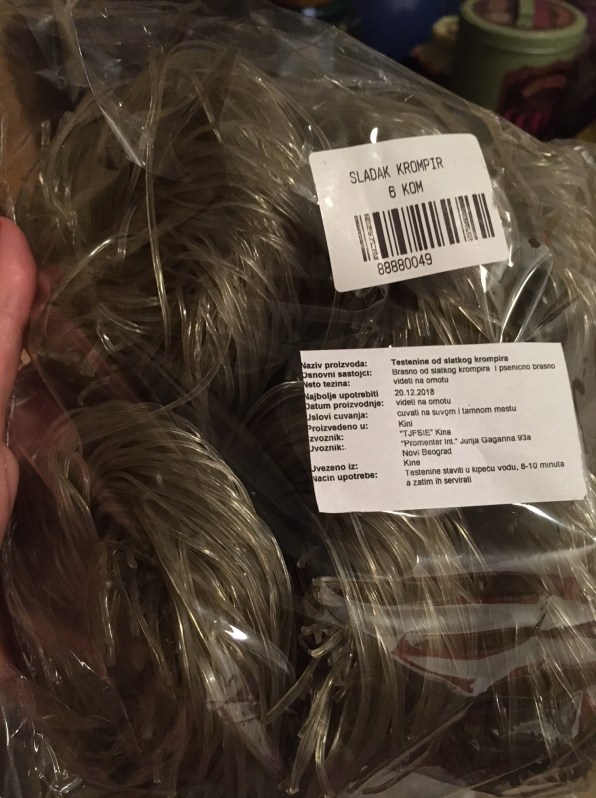 SLADAK KROMPIR
6 KOM
88880049
Naziv proizvoda: Testenine od slatkog krompira
Osnovni sastojci: Brasno od slatkog krompira I psenicno brasno
Neto tezina: videti na omotu
Najbolje upotrebiti 20.12.2018
Datum proizvodnje: videti na omotu
Uslovi cuvanja: cuvati na suvom i tamnom mestu
Proizvedeno u: Kini
Izvoznik: "TJFSIE" Kina
Uvoznik: "Promenter Int." Jurija Gagarina 93a
Novi Beograd
Uvezeno iz: Kine
Nacin upotrebe: Testenine staviti u kipecu vodu, 8-10 minuta
a zatim ih servirati